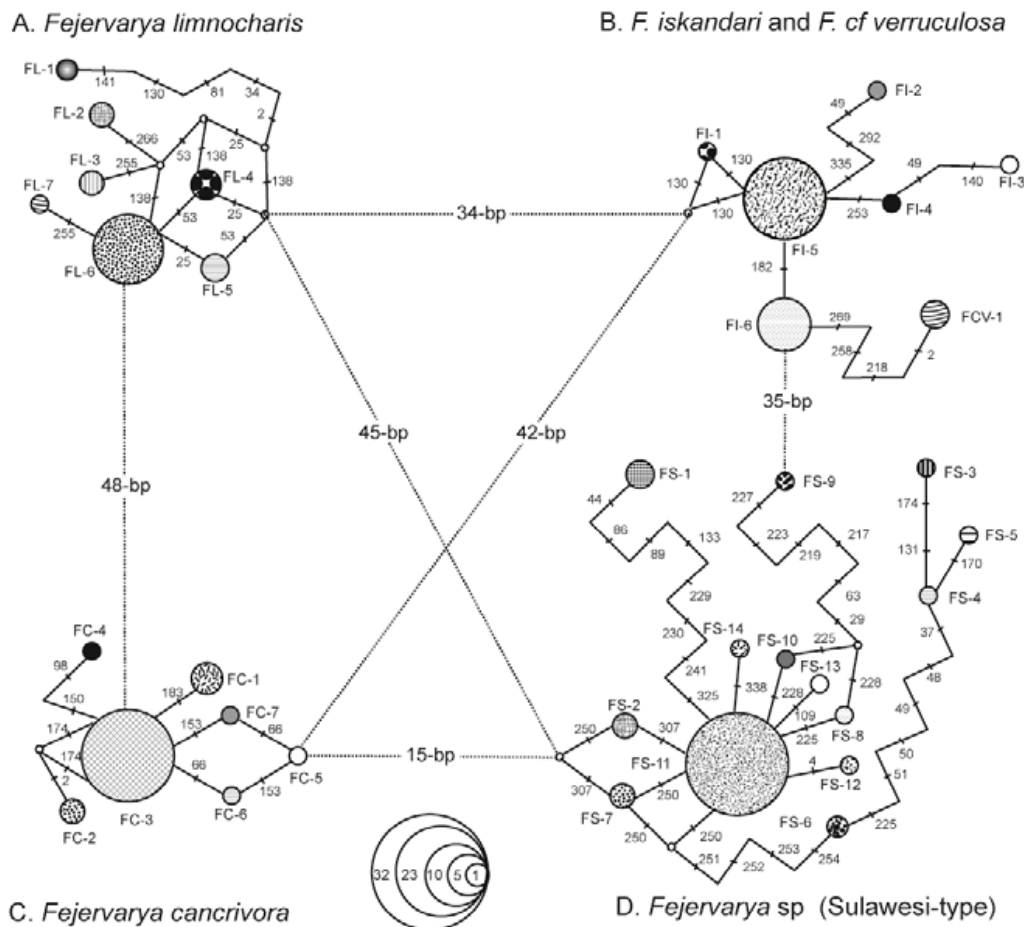 A. Fejervarya limnocharis
B. F. iskandari and F. cf verruculosa
FL-1
141
130
81
34
2
FL-2
266
25
53
138
FL-3
255
FL-4
138
138
FL-7
53
25
255
53
25
FL-6
FL-5
FI-2
49
FI-1
292
130
335
49
FI-3
130
140
130
253
FI-4
FI-5
182
FI-6
269
FCV-1
258
218
2
34-bp
35-bp
45-bp
42-bp
48-bp
15-bp
FC-4
98
FC-1
150
183
FC-7
174
153
66
174
FC-5
2
66
153
FC-6
FC-2
FC-3
FS-1
44
86
89
133
229
230
241
325
FS-9
227
223
219
217
63
29
FS-3
174
131
FS-5
170
FS-4
37
48
49
50
51
225
FS-14
FS-10
225
FS-13
338
228
228
109
FS-8
225
FS-2
307
250
FS-11
4
FS-12
307
250
FS-7
FS-6
250
250
251
252
253
254
32 23 10 5 1
C. Fejervarya cancrivora
D. Fejervarya sp (Sulawesi-type)